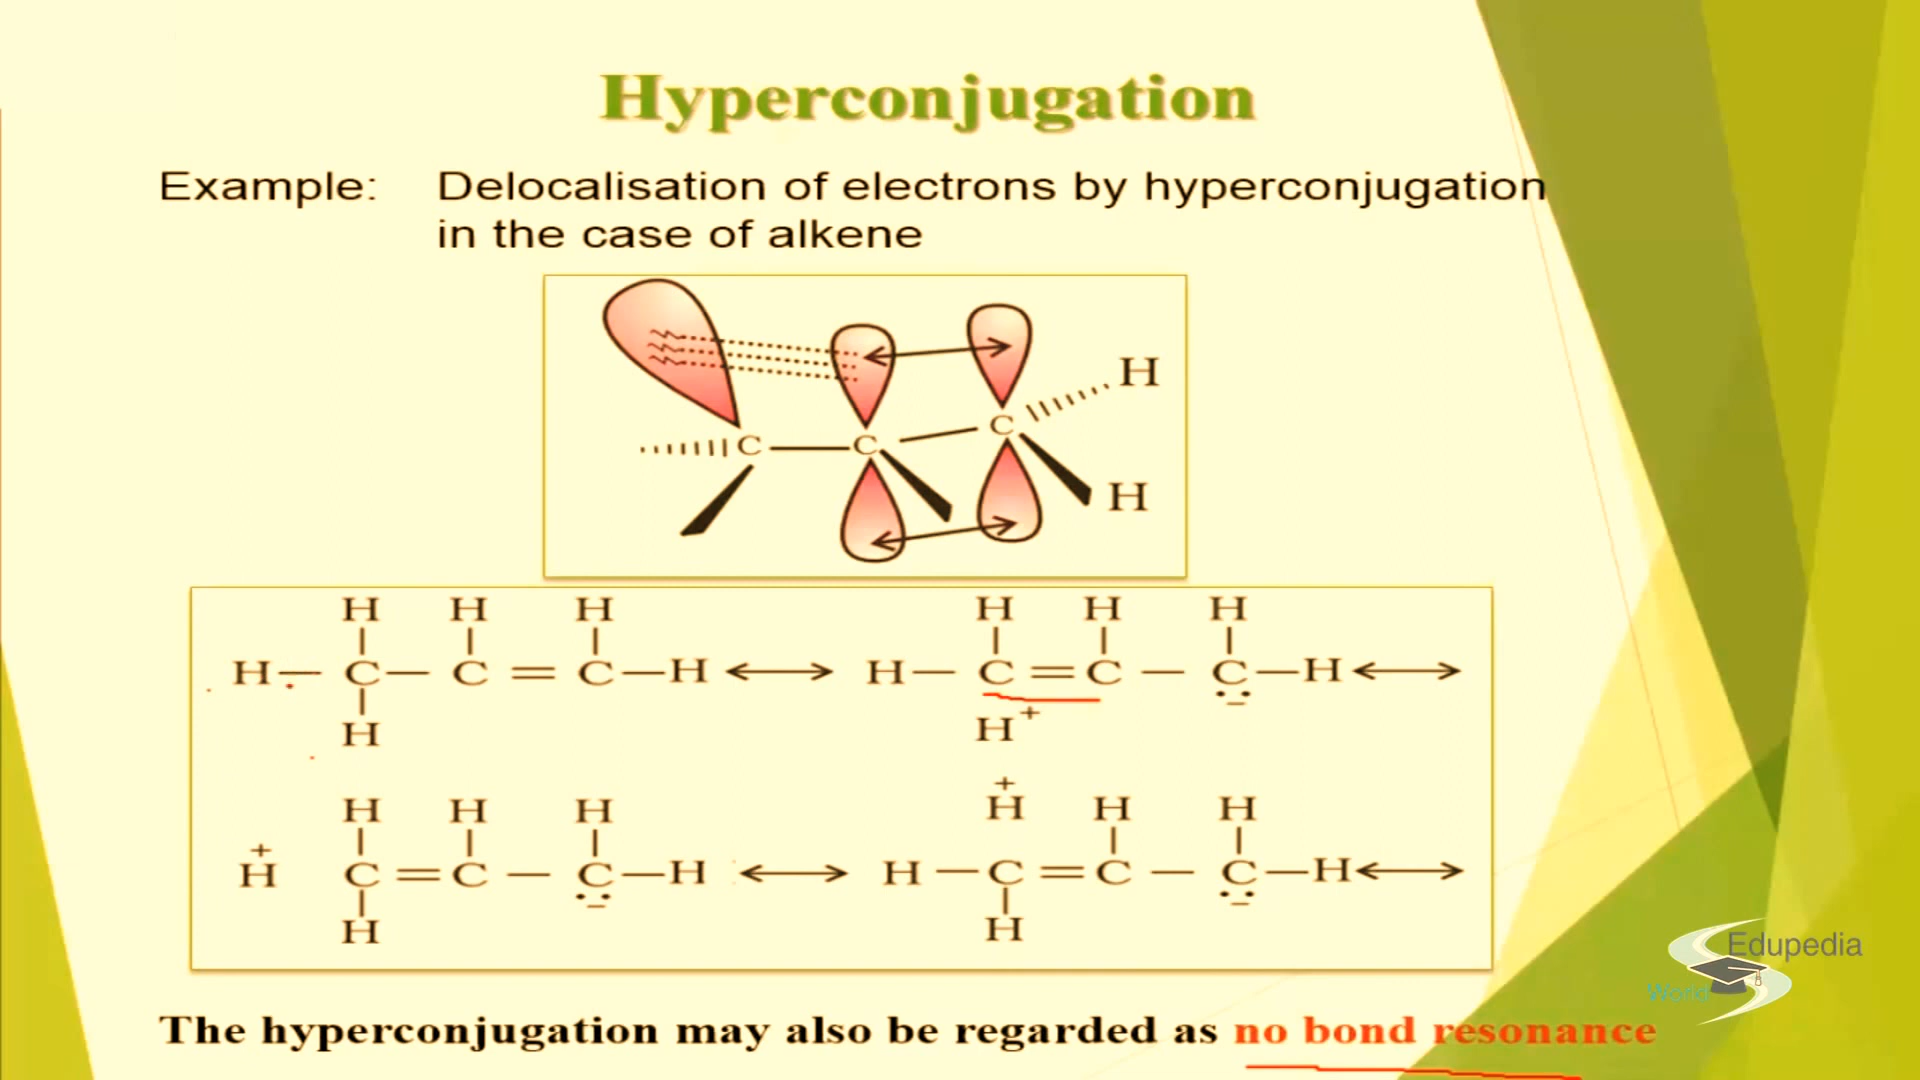 Hyperconjugation
Example: Delocalisation of electrons by hyperconjugation
in the case of alkene
H
C — C — C
H
H H H
H — C — C = C — H ⟷
H
H H H
H — C = C — C — H ⟷
H +
H H H
+
H C = C — C — H ⟷
H
+
H H H
H — C = C — C — H ⟷
H
Edupedia
World
The hyperconjugation may also be regarded as no bond resonance